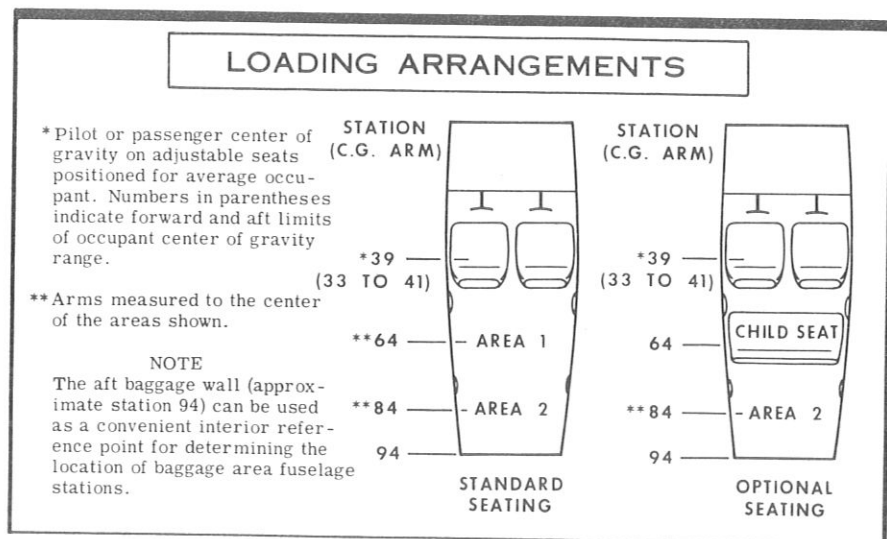 LOADING ARRANGEMENTS
*Pilot or passenger center of
gravity on adjustable seats
positioned for average occu-
pant. Numbers in parentheses
indicate forward and aft limits
of occupant center of gravity
range.
**Arms measured to the center
of the areas shown.
NOTE
The aft baggage wall (approx-
imate station 94) can be used
as a convenient interior refer-
ence point for determining the
location of baggage area fuselage
stations.
STATION
(C.G. ARM)
*39
(33 TO 41)
**64
AREA 1
**84
AREA 2
94
STANDARD
SEATING
STATION
(C.G. ARM)
*39
(33 TO 41)
64
CHILD SEAT
**84
AREA 2
94
OPTIONAL
SEATING